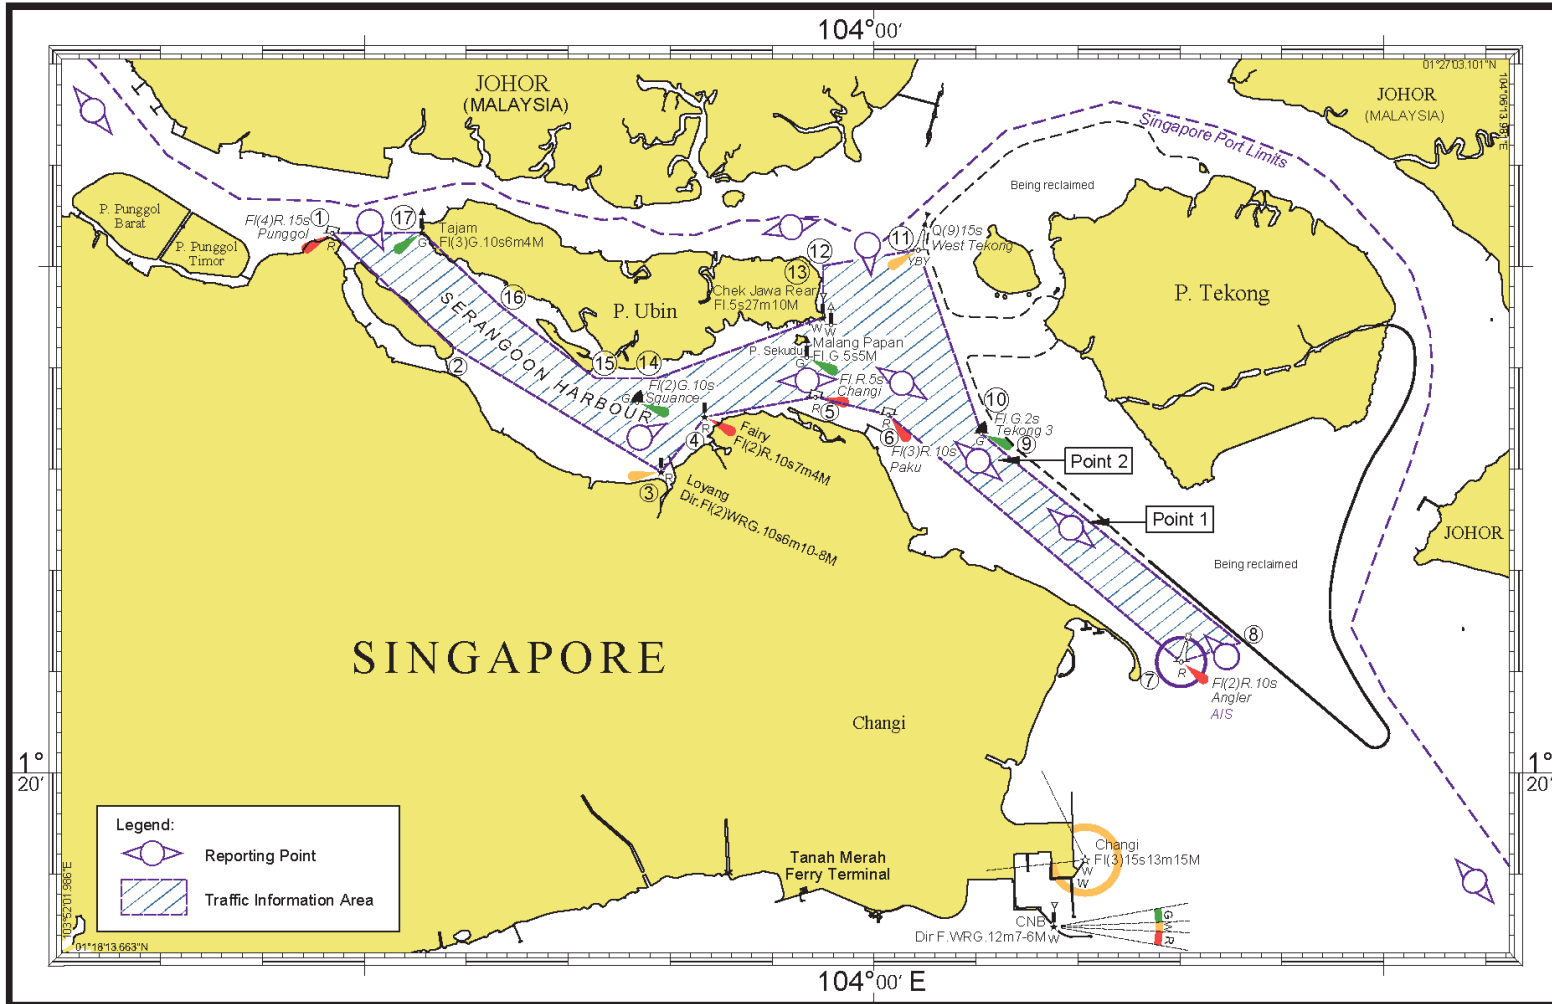 104°00'
01°27'03.101"N
104°06'13.98"E
JOHOR
(MALAYSIA)
JOHOR
(MALAYSIA)
Singapore Port Limits
Being reclaimed
P. Punggol
Barat
P. Punggol
Timor
Fl(4)R.15s
Punggol
R
1
17
G
Tajam
Fl(3)G.10s6m4M
12
11
Q(9)15s
West Tekong
YBY
13
Chek Jawa Rear
Fl.5s27m10M
16
P. Ubin
P. Tekong
W
W
SERANGOON HARBOUR
P. Sekudu
Malang Papan
Fl.G.5s5M
G
2
15
14
Fl(2)G.10s
Squance
G
Fl.R.5s
Changi
R
5
10
Fl.G.2s
Tekong 3
G
9
4
R
Fairy
Fl(2)R.10s7m4M
6
R
Fl(3)R.10s
Paku
Point 2
3
R
Loyang
Dir.Fl(2)WRG.10s6m10-8M
Point 1
JOHOR
Being reclaimed
SINGAPORE
8
7
R
Fl(2)R.10s
Angler
AIS
Changi
1°
20'
1°
20'
Legend:
Reporting Point
Traffic Information Area
Tanah Merah
Ferry Terminal
Changi
Fl(3)15s13m15M
W
W
CNB
Dir F.WRG.12m7-6M
W
G
W
R
103°52'01.986"E
01°18'13.663"N
104°00' E